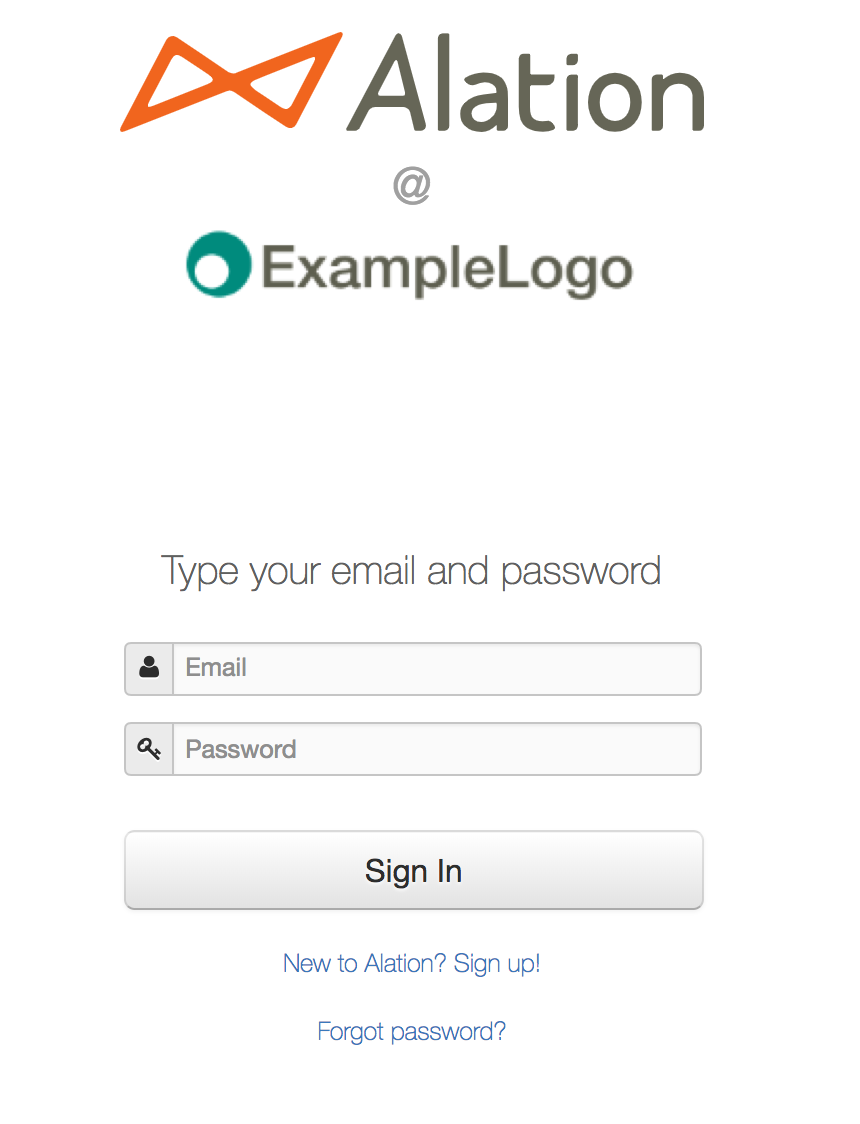 Alation
@
ExampleLogo
Type your email and password
Email
Password
Sign In
New to Alation? Sign up!
Forgot password?